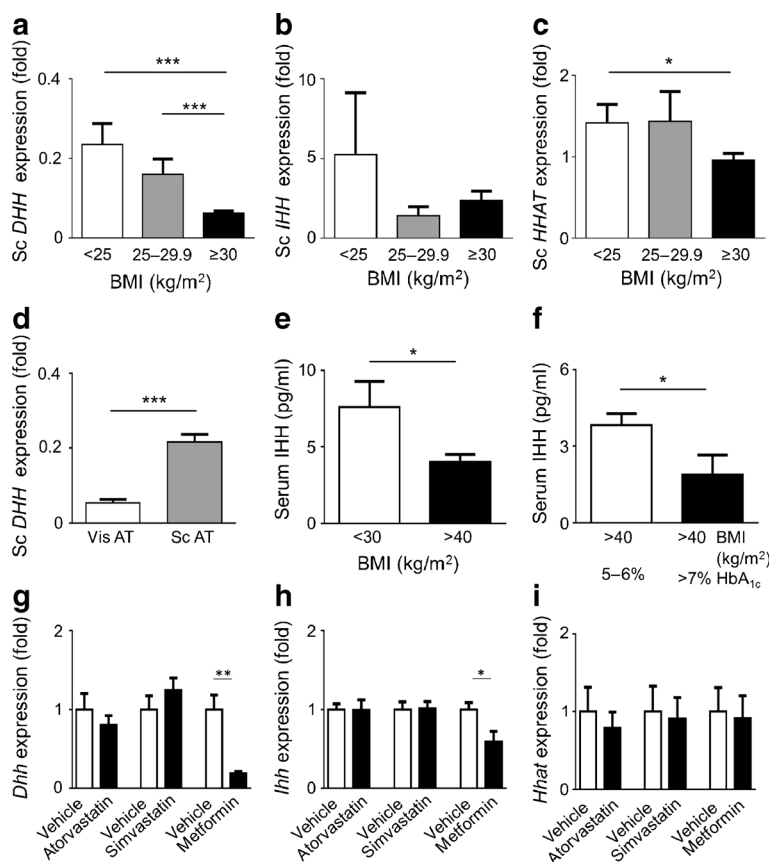 a
Sc DHH expression (fold)
0.4
0.2
0
***
***
<25
25–29.9
≥30
BMI (kg/m²)
b
Sc IHH expression (fold)
10
5
0
<25
25–29.9
≥30
BMI (kg/m²)
c
Sc HHAT expression (fold)
2
1
0
*
<25
25–29.9
≥30
BMI (kg/m²)
d
Sc DHH expression (fold)
0.4
0.2
0
***
Vis AT
Sc AT
e
Serum IHH (pg/ml)
10
5
0
*
<30
>40
BMI (kg/m²)
f
Serum IHH (pg/ml)
6
3
0
*
>40
>40
BMI
(kg/m²)
5–6%
>7%
HbA1c
g
Dhh expression (fold)
2
1
0
**
Vehicle
Atorvastatin
Vehicle
Simvastatin
Vehicle
Metformin
h
Ihh expression (fold)
2
1
0
*
Vehicle
Atorvastatin
Vehicle
Simvastatin
Vehicle
Metformin
i
Hhat expression (fold)
2
1
0
Vehicle
Atorvastatin
Vehicle
Simvastatin
Vehicle
Metformin